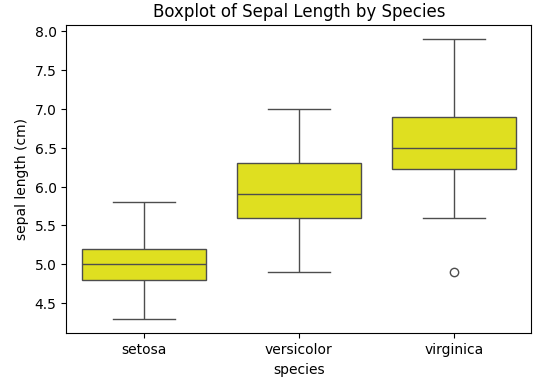 Boxplot of Sepal Length by Species
sepal length (cm)
8.0
7.5
7.0
6.5
6.0
5.5
5.0
4.5
setosa versicolor virginica
species